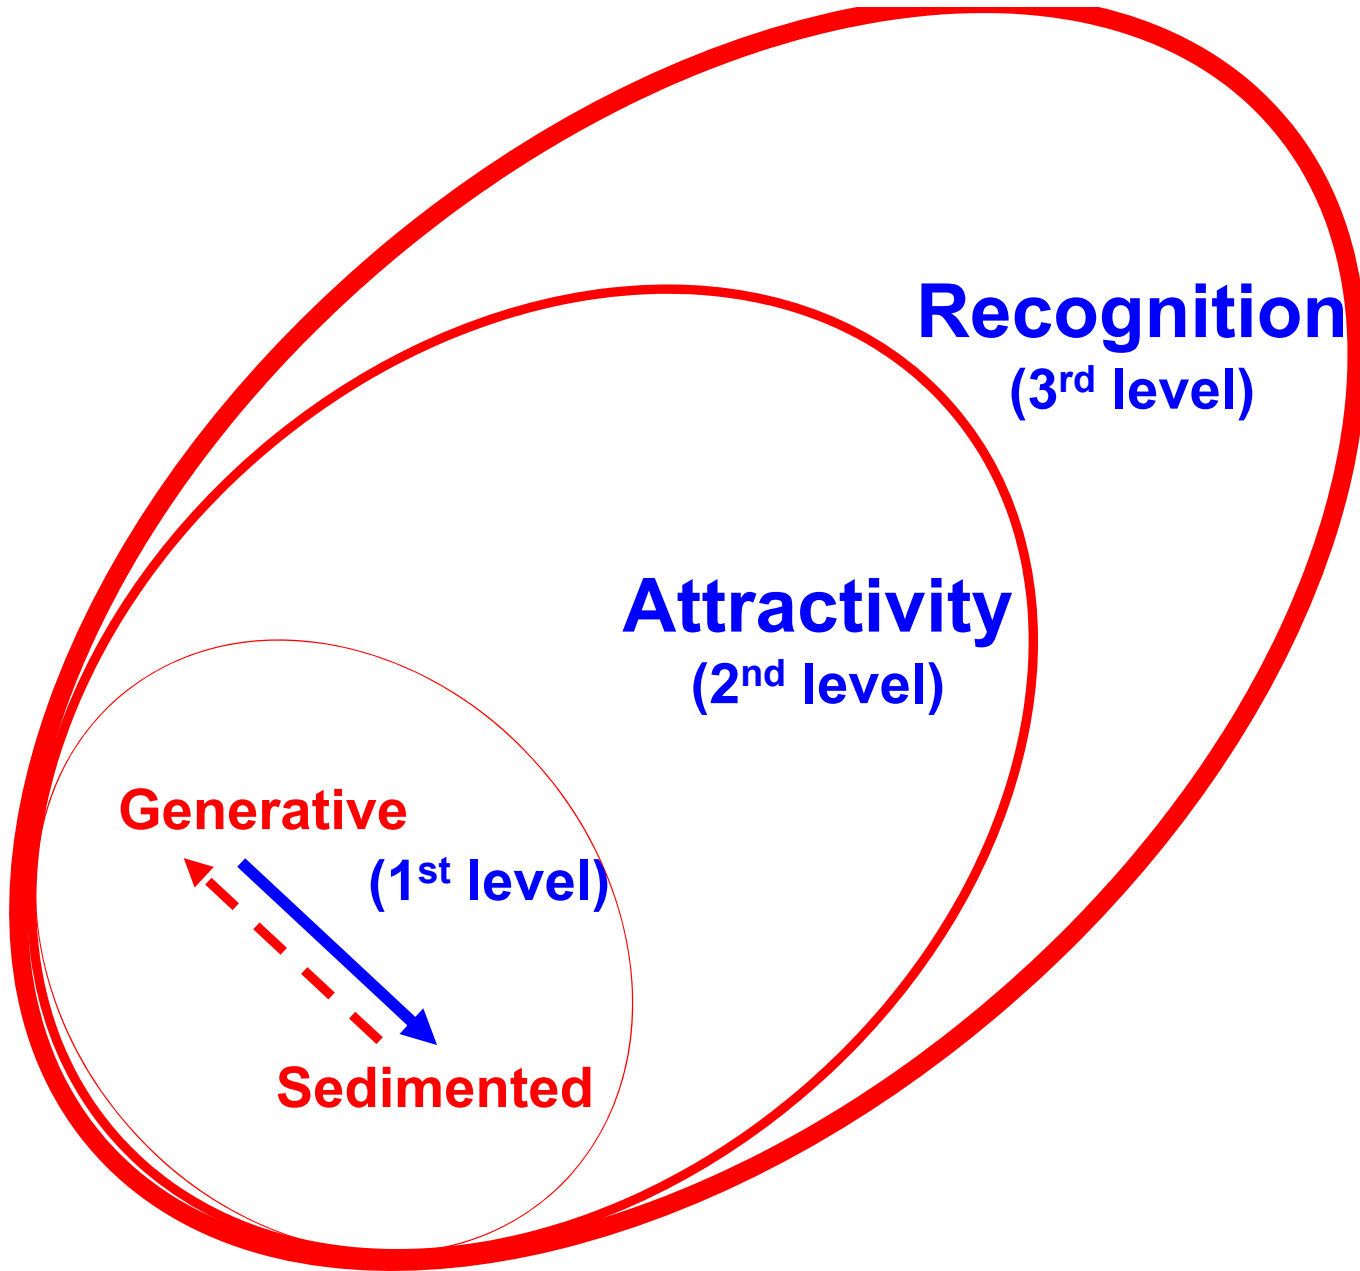 Recognition
(3rd level)
Attractivity
(2nd level)
Generative
(1st level)
Sedimented